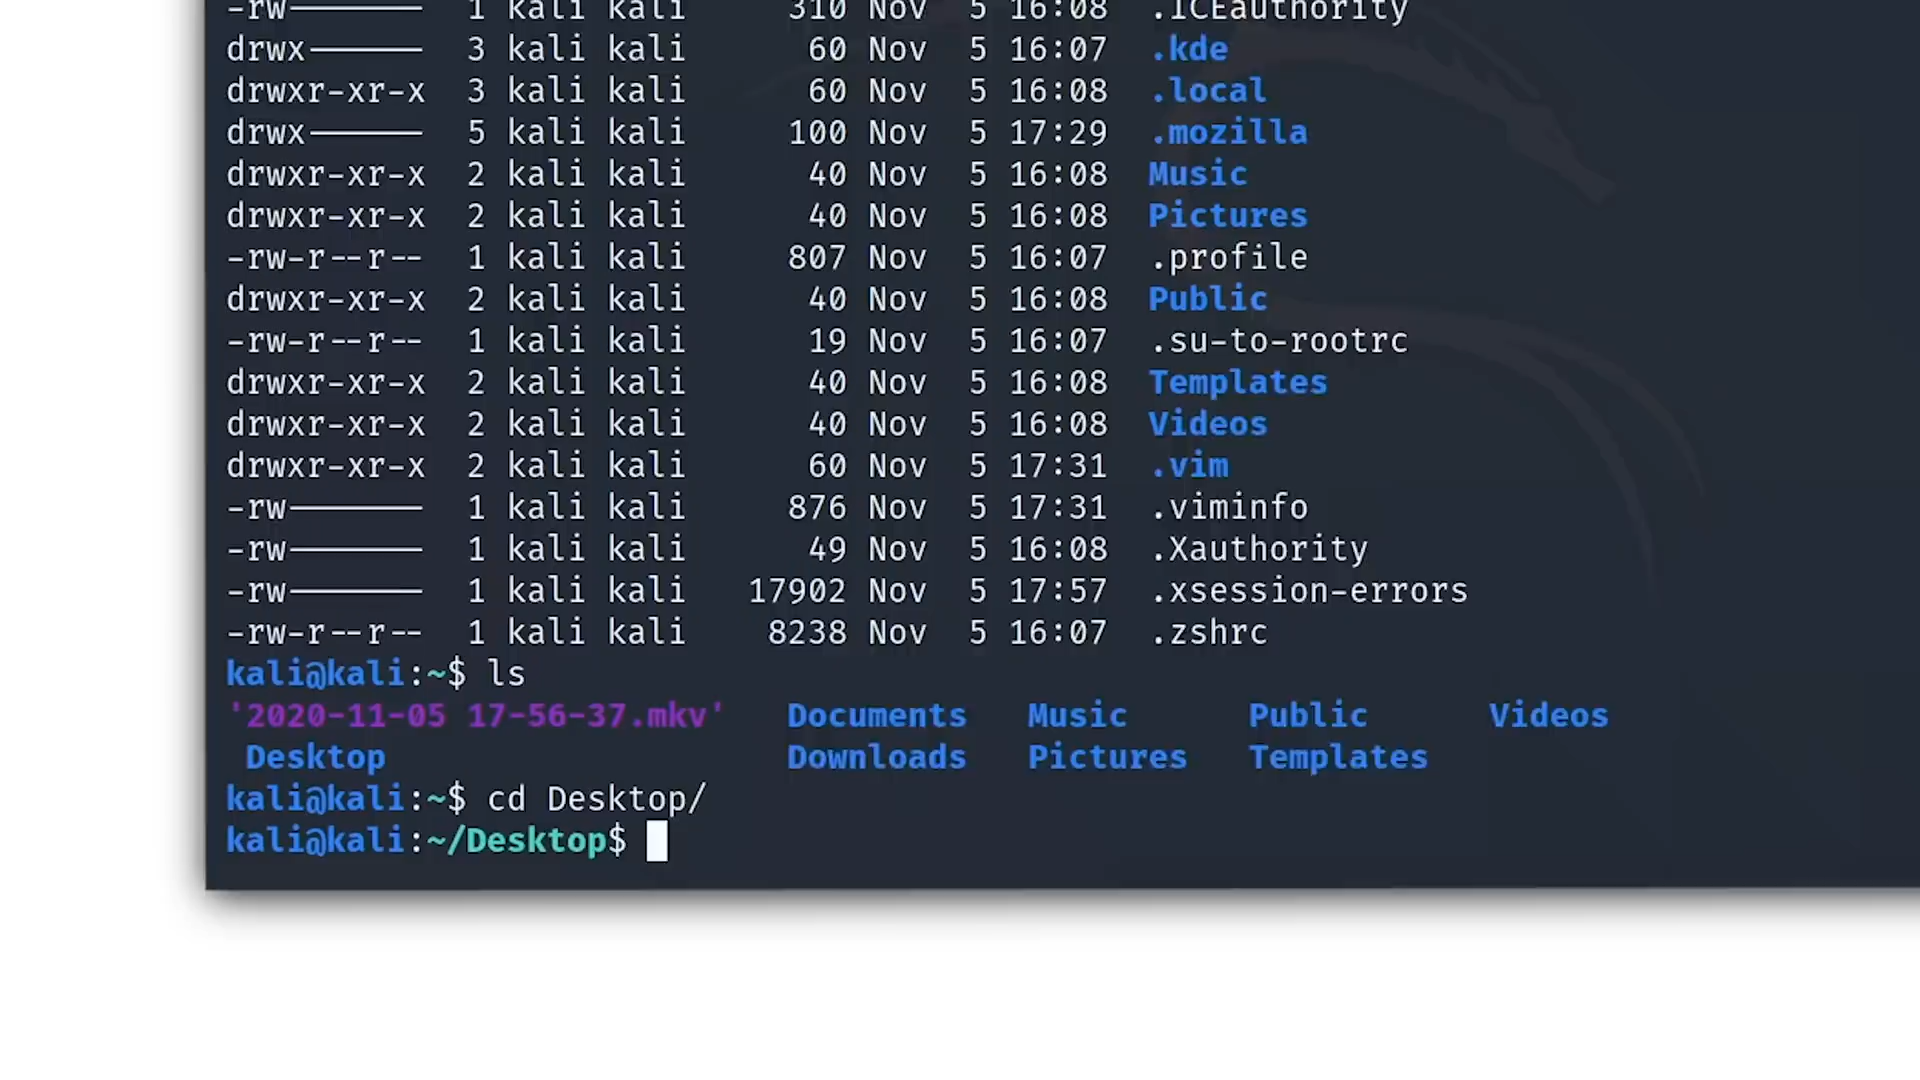 -rw------- 1 kali kali 310 Nov 5 16:08 .ICEauthority
drwx------ 3 kali kali 60 Nov 5 16:07 .kde
drwxr-xr-x 3 kali kali 60 Nov 5 16:08 .local
drwx------ 5 kali kali 100 Nov 5 17:29 .mozilla
drwxr-xr-x 2 kali kali 40 Nov 5 16:08 Music
drwxr-xr-x 2 kali kali 40 Nov 5 16:08 Pictures
-rw-r--r-- 1 kali kali 807 Nov 5 16:07 .profile
drwxr-xr-x 2 kali kali 40 Nov 5 16:08 Public
-rw-r--r-- 1 kali kali 19 Nov 5 16:07 .su-to-rootrc
drwxr-xr-x 2 kali kali 40 Nov 5 16:08 Templates
drwxr-xr-x 2 kali kali 40 Nov 5 16:08 Videos
drwxr-xr-x 2 kali kali 60 Nov 5 17:31 .vim
-rw------- 1 kali kali 876 Nov 5 17:31 .viminfo
-rw------- 1 kali kali 49 Nov 5 16:08 .Xauthority
-rw------- 1 kali kali 17902 Nov 5 17:57 .xsession-errors
-rw-r--r-- 1 kali kali 8238 Nov 5 16:07 .zshrc
kali@kali:~$ ls
'2020-11-05 17-56-37.mkv' Documents Music Public Videos
Desktop Downloads Pictures Templates
kali@kali:~$ cd Desktop/
kali@kali:~/Desktop$